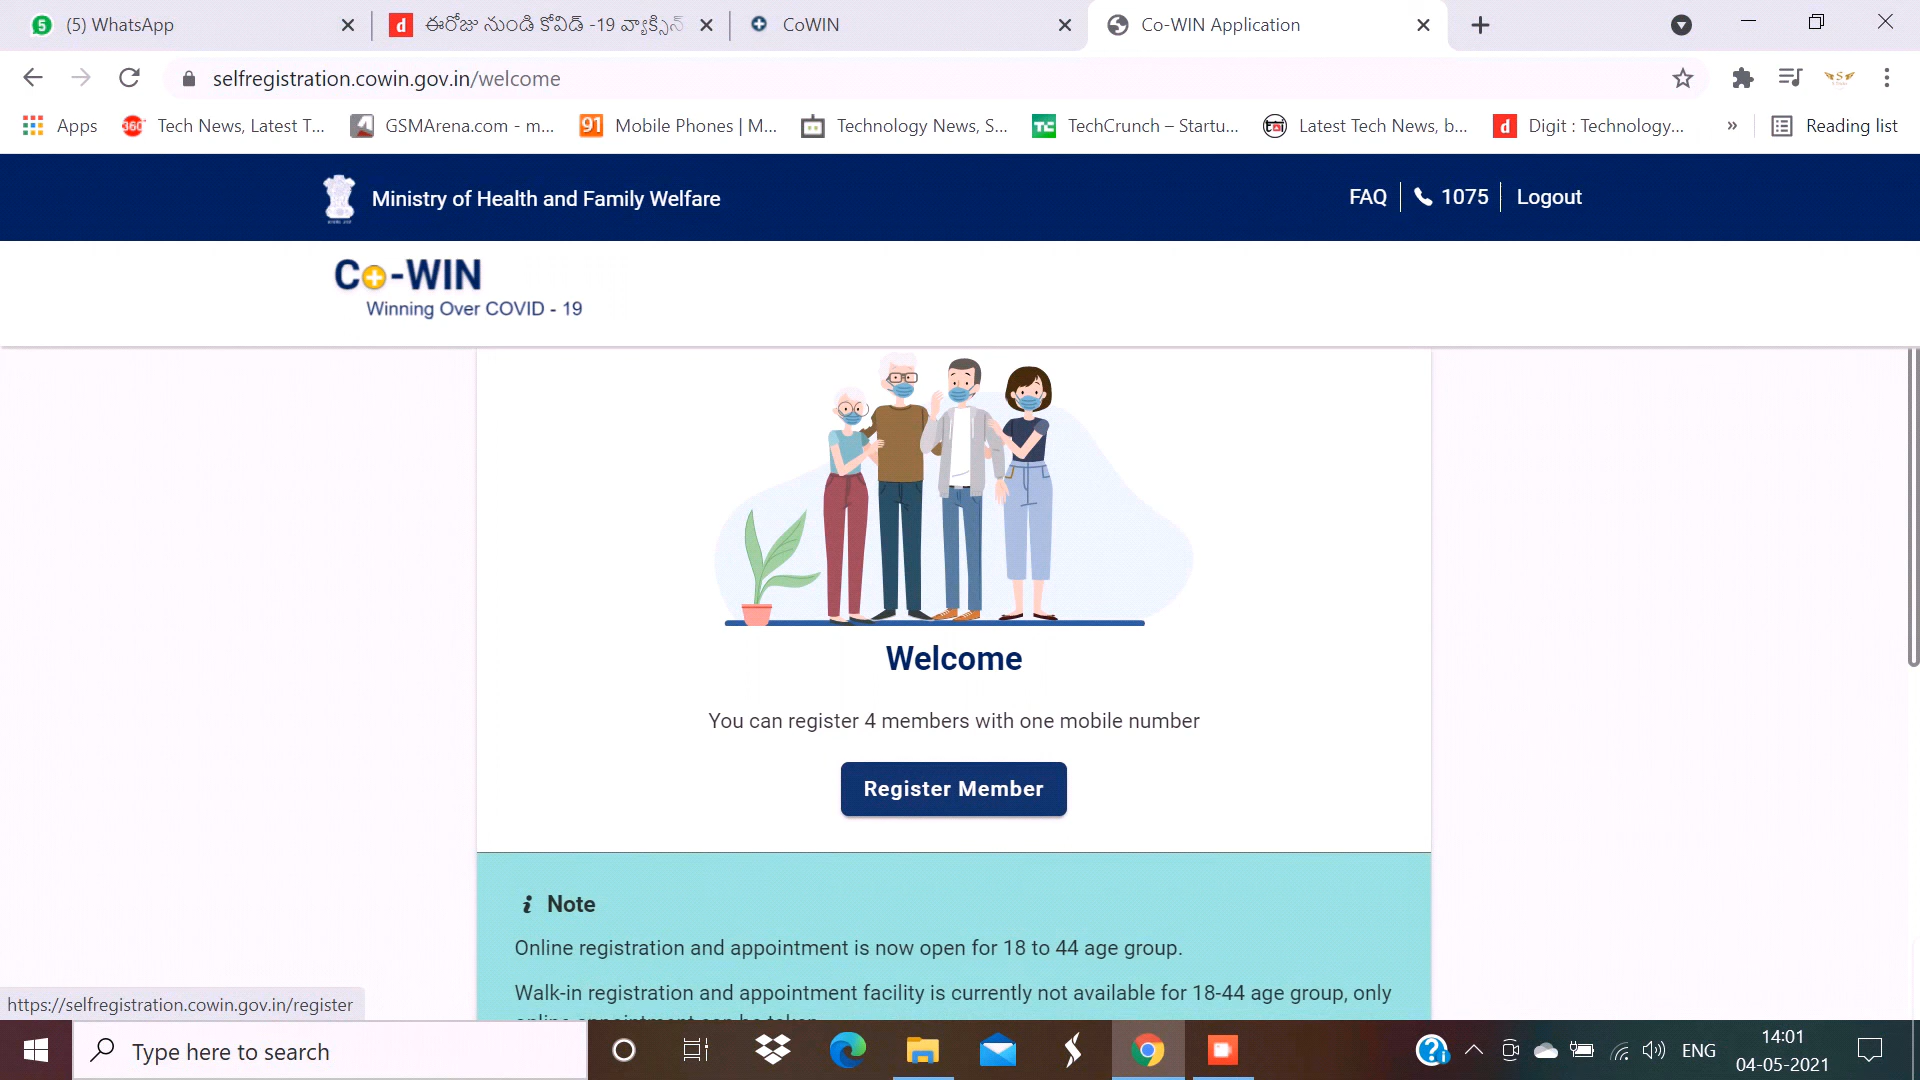 (5) WhatsApp
ఈరోజు నుండి కోవిడ్ -19 వ్యాక్సిన్
CoWIN
Co-WIN Application
selfregistration.cowin.gov.in/welcome
Apps
Tech News, Latest T...
GSMArena.com - m...
Mobile Phones | M...
Technology News, S...
TechCrunch – Startu...
Latest Tech News, b...
Digit : Technology...
»
Reading list
Ministry of Health and Family Welfare
FAQ
1075
Logout
Co-WIN
Winning Over COVID - 19
Welcome
You can register 4 members with one mobile number
Register Member
Note
Online registration and appointment is now open for 18 to 44 age group.
Walk-in registration and appointment facility is currently not available for 18-44 age group, only
https://selfregistration.cowin.gov.in/register
Type here to search
ENG
14:01
04-05-2021